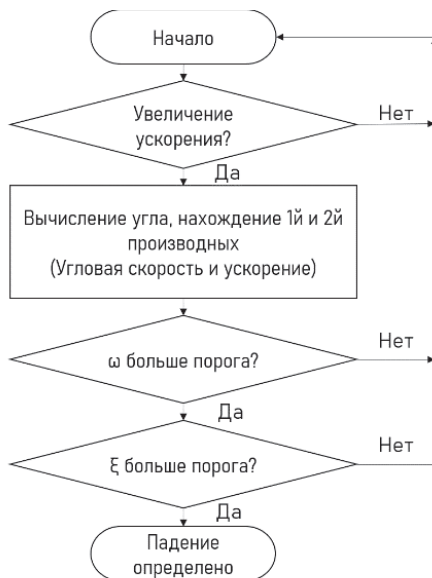 Начало
Увеличение
ускорения?
Нет
Да
Вычисление угла, нахождение 1й и 2й
производных
(Угловая скорость и ускорение)
ω больше порога?
Нет
Да
ξ больше порога?
Нет
Да
Падение
определено